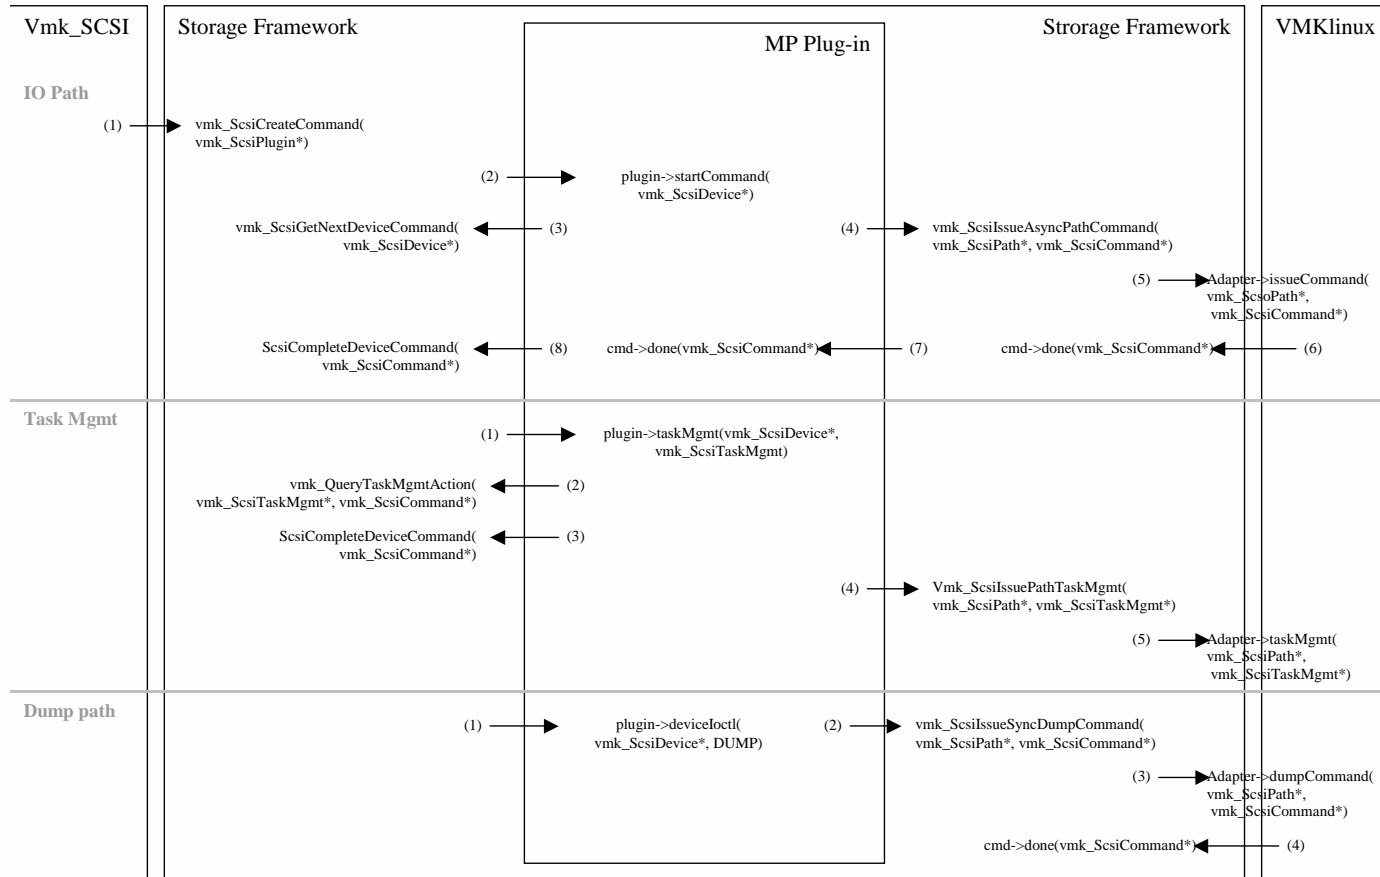 Vmk_SCSI
Storage Framework
MP Plug-in
Strorage Framework
VMKlinux
IO Path
(1)
vmk_ScsiCreateCommand(
vmk_ScsiPlugin*)
(2)
plugin->startCommand(
vmk_ScsiDevice*)
vmk_ScsiGetNextDeviceCommand(
vmk_ScsiDevice*)
(3)
(4)
vmk_ScsiIssueAsyncPathCommand(
vmk_ScsiPath*, vmk_ScsiCommand*)
(5)
Adapter->issueCommand(
vmk_ScsoPath*,
vmk_ScsiCommand*)
ScsiCompleteDeviceCommand(
vmk_ScsiCommand*)
(8)
cmd->done(vmk_ScsiCommand*)
(7)
cmd->done(vmk_ScsiCommand*)
(6)
Task Mgmt
(1)
plugin->taskMgmt(vmk_ScsiDevice*,
vmk_ScsiTaskMgmt)
vmk_QueryTaskMgmtAction(
vmk_ScsiTaskMgmt*, vmk_ScsiCommand*)
(2)
ScsiCompleteDeviceCommand(
vmk_ScsiCommand*)
(3)
(4)
Vmk_ScsiIssuePathTaskMgmt(
vmk_ScsiPath*, vmk_ScsiTaskMgmt*)
(5)
Adapter->taskMgmt(
vmk_ScsiPath*,
vmk_ScsiTaskMgmt*)
Dump path
(1)
plugin->deviceIoctl(
vmk_ScsiDevice*, DUMP)
(2)
vmk_ScsiIssueSyncDumpCommand(
vmk_ScsiPath*, vmk_ScsiCommand*)
(3)
Adapter->dumpCommand(
vmk_ScsiPath*,
vmk_ScsiCommand*)
cmd->done(vmk_ScsiCommand*)
(4)